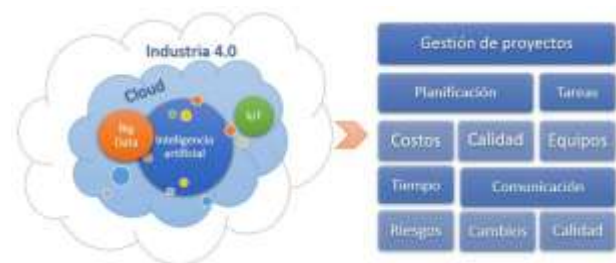 Industria 4.0
Cloud
Big
Data
Inteligencia
artificial
IoT
Gestión de proyectos
Planificación
Tareas
Costos
Calidad
Equipos
Tiempo
Comunicación
Riesgos
Cambios
Calidad